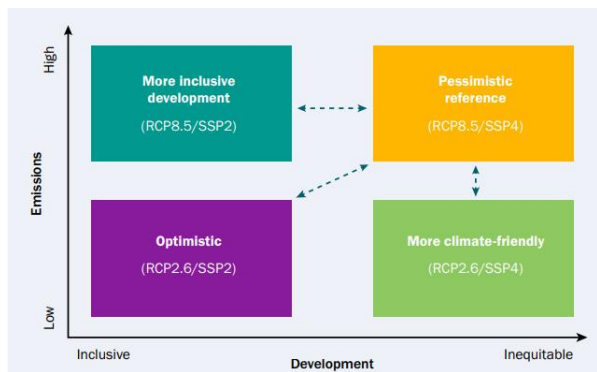 High
More inclusive
development
(RCP8.5/SSP2)
Pessimistic
reference
(RCP8.5/SSP4)
Emissions
Optimistic
(RCP2.6/SSP2)
More climate-friendly
(RCP2.6/SSP4)
Low
Inclusive
Development
Inequitable